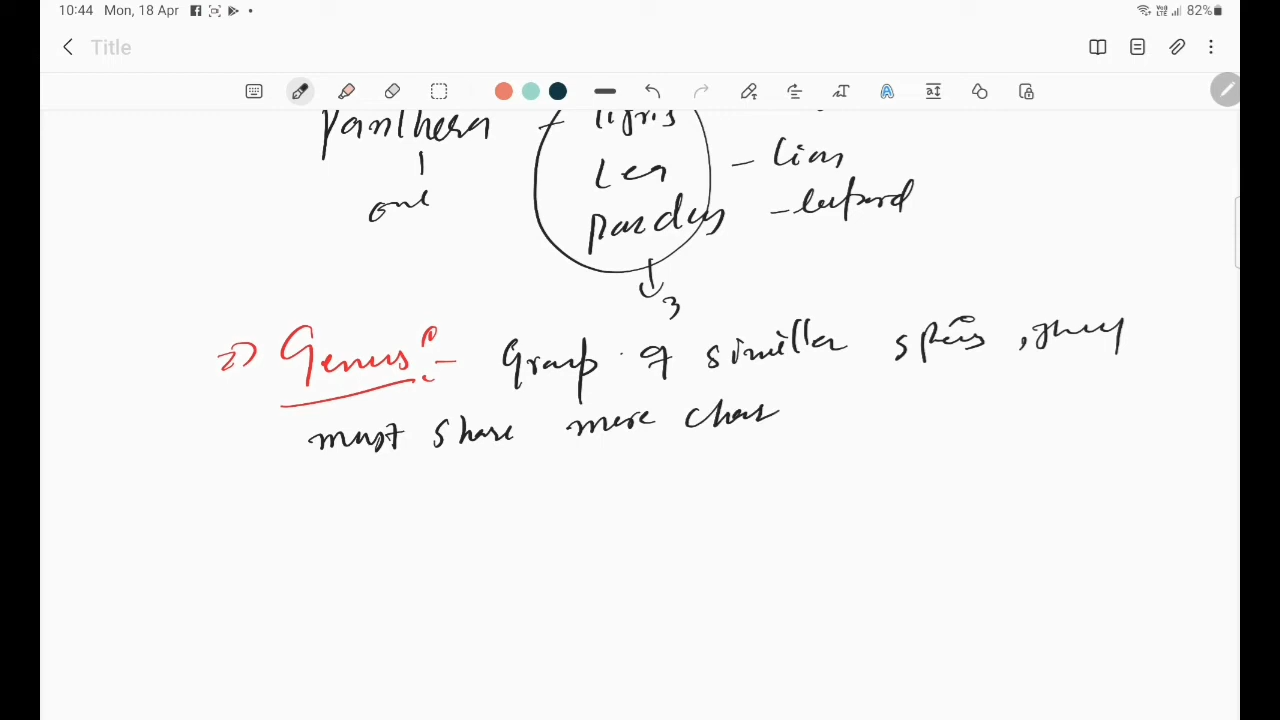 10:44 Mon, 18 Apr 82%
Title
Panthera - Tigris
Leo - Lion
one
pardus - leopard
3
2) Genus :- Group of similar species, they
must share more char